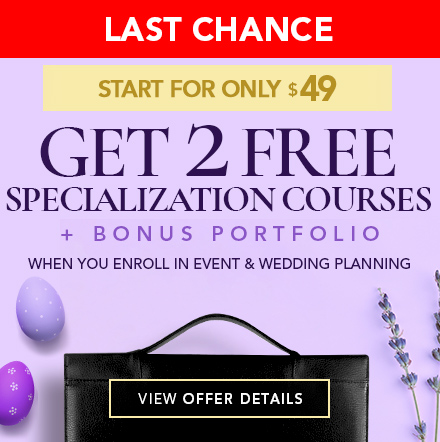 LAST CHANCE
START FOR ONLY $49
GET 2 FREE
SPECIALIZATION COURSES
+ BONUS PORTFOLIO
WHEN YOU ENROLL IN EVENT & WEDDING PLANNING
VIEW OFFER DETAILS